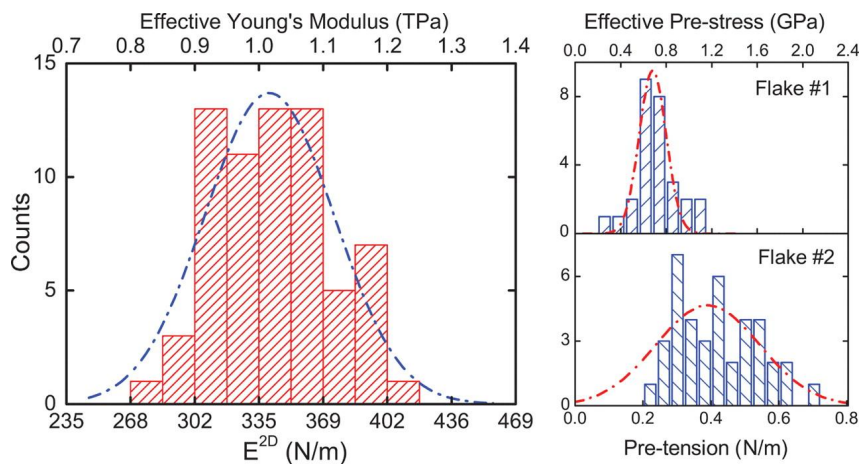 Effective Young's Modulus (TPa)
0.7 0.8 0.9 1.0 1.1 1.2 1.3 1.4
15
10
5
0
Counts
235 268 302 335 369 402 436 469
E2D (N/m)
Effective Pre-stress (GPa)
0.0 0.4 0.8 1.2 1.6 2.0 2.4
Flake #1
8
4
0
Flake #2
6
3
0
0.0 0.2 0.4 0.6 0.8
Pre-tension (N/m)